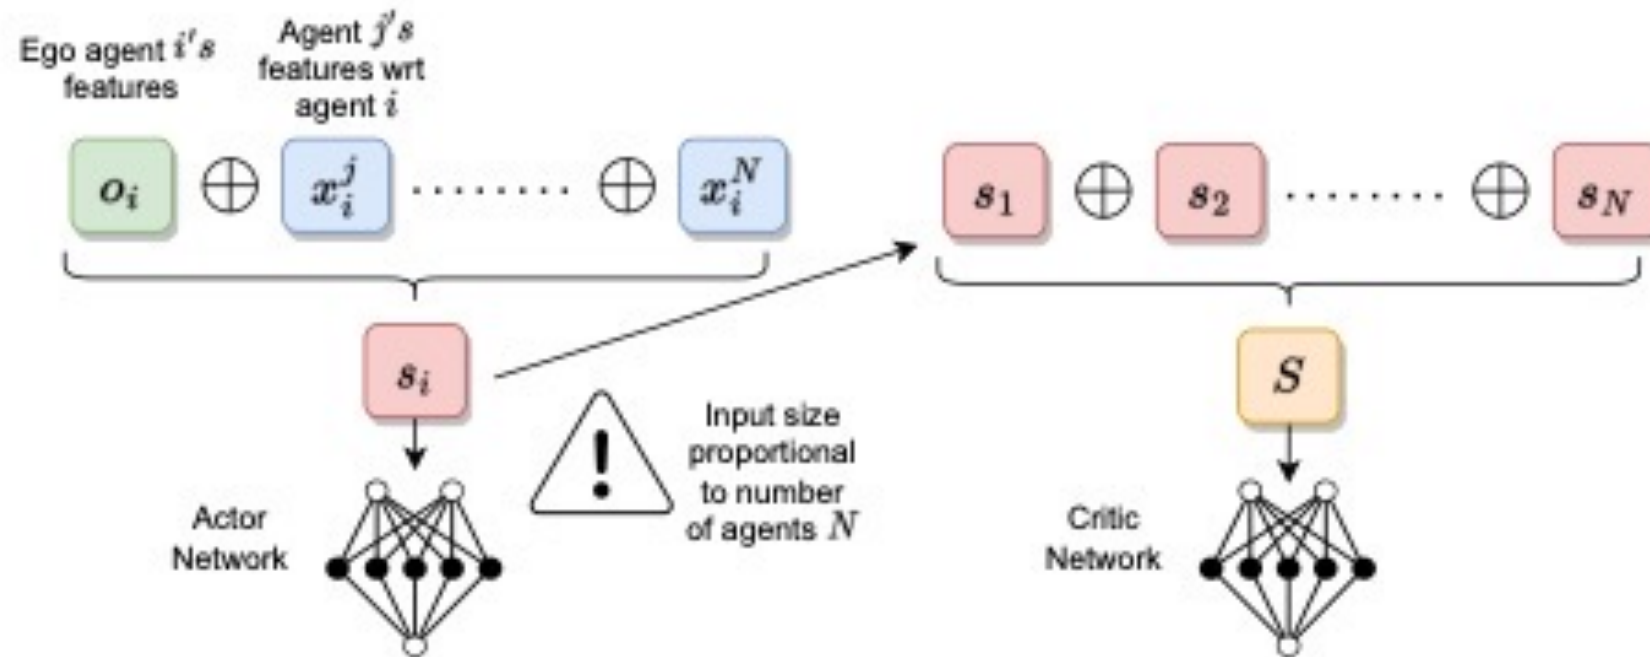 Ego agent $i's$
features
Agent $j's$
features wrt
agent $i$
$o_i$ ⊕ $x_i^j$ ········ ⊕ $x_i^N$
$s_1$ ⊕ $s_2$ ········ ⊕ $s_N$
$s_i$
$S$
!
Input size
proportional
to number
of agents $N$
Actor
Network
Critic
Network